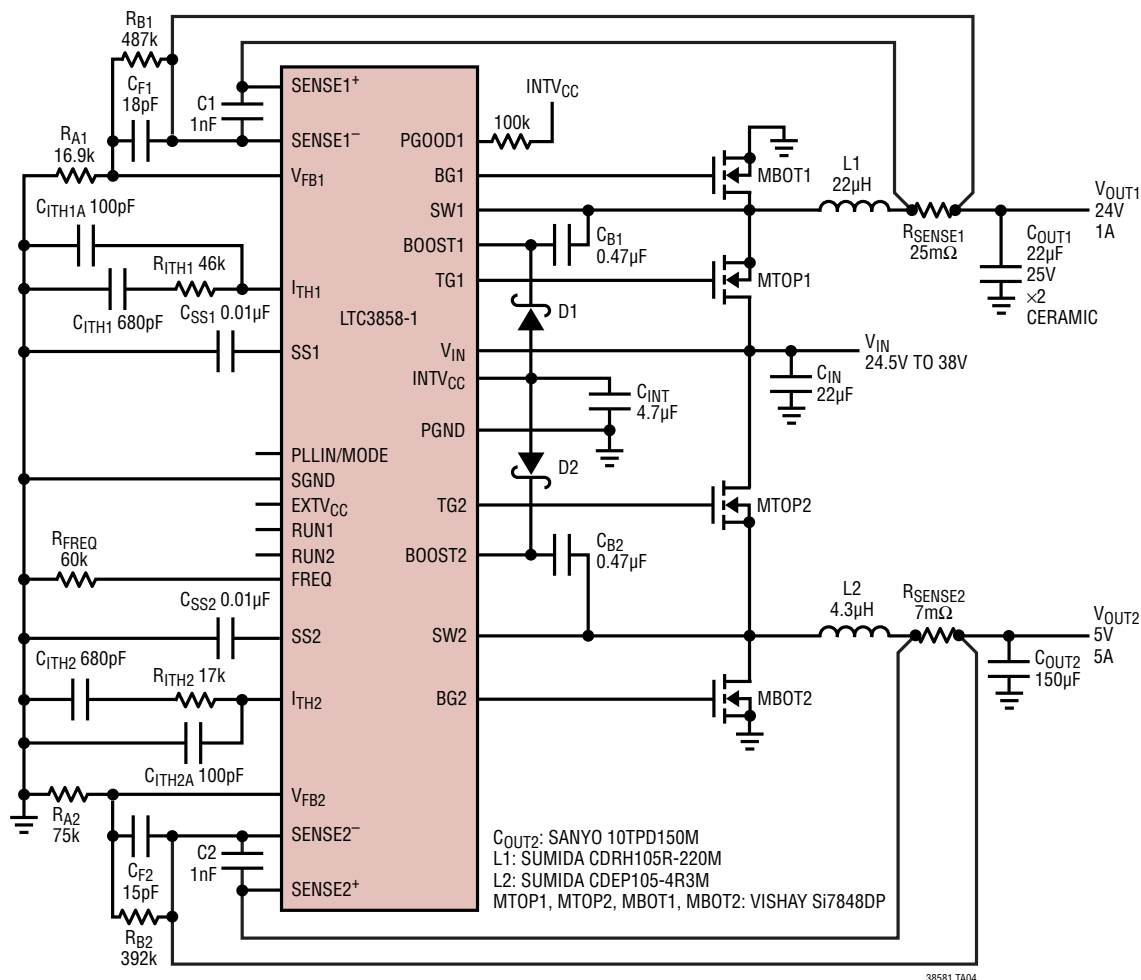 RB1
487k
CF1
18pF
C1
1nF
RA1
16.9k
CITH1A 100pF
RITH1 46k
CITH1 680pF
CSS1 0.01µF
RFREQ
60k
CSS2 0.01µF
CITH2 680pF
RITH2 17k
CITH2A 100pF
RA2
75k
CF2
15pF
C2
1nF
RB2
392k
SENSE1+
SENSE1–
VFB1
ITH1
SS1
PLLIN/MODE
SGND
EXTVCC
RUN1
RUN2
FREQ
SS2
ITH2
VFB2
SENSE2–
SENSE2+
LTC3858-1
PGOOD1
BG1
SW1
BOOST1
TG1
VIN
INTVCC
PGND
TG2
BOOST2
SW2
BG2
INTVCC
100k
MBOT1
L1
22µH
CB1
0.47µF
MTOP1
D1
RSENSE1
25mΩ
VOUT1
24V
1A
COUT1
22µF
25V
×2
CERAMIC
VIN
24.5V TO 38V
CIN
22µF
CINT
4.7µF
D2
MTOP2
CB2
0.47µF
L2
4.3µH
RSENSE2
7mΩ
VOUT2
5V
5A
COUT2
150µF
MBOT2
COUT2: SANYO 10TPD150M
L1: SUMIDA CDRH105R-220M
L2: SUMIDA CDEP105-4R3M
MTOP1, MTOP2, MBOT1, MBOT2: VISHAY Si7848DP
38581 TA04